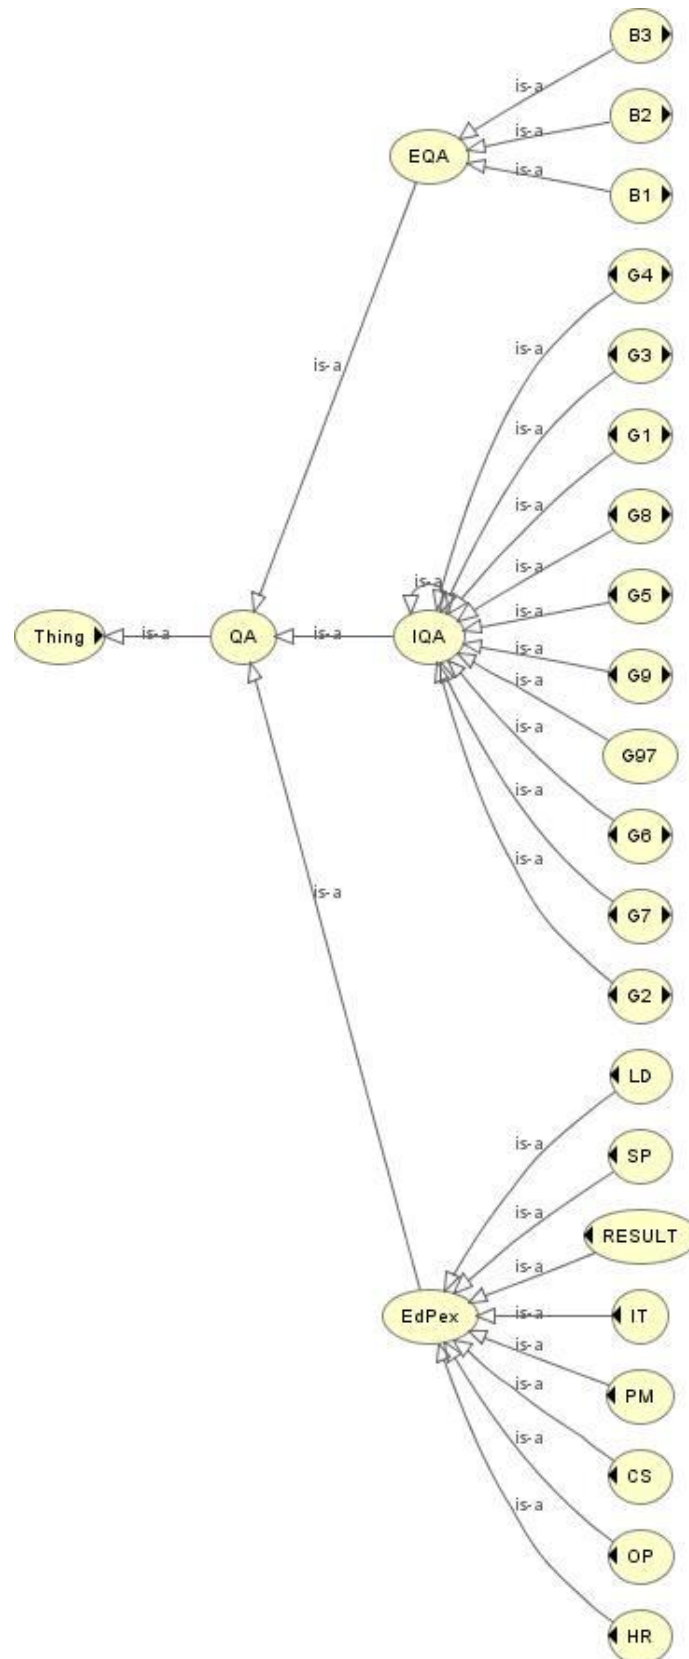 B3
is-a
B2
is-a
EQA
is-a
B1
G4
is-a
is-a
G3
is-a
G1
is-a
G8
is-a
is-a
G5
is-a
Thing
is-a
QA
is-a
IQA
is-a
G9
is-a
G97
is-a
is-a
G6
is-a
is-a
G7
G2
LD
is-a
SP
is-a
RESULT
is-a
EdPex
is-a
IT
is-a
PM
is-a
CS
is-a
is-a
OP
HR